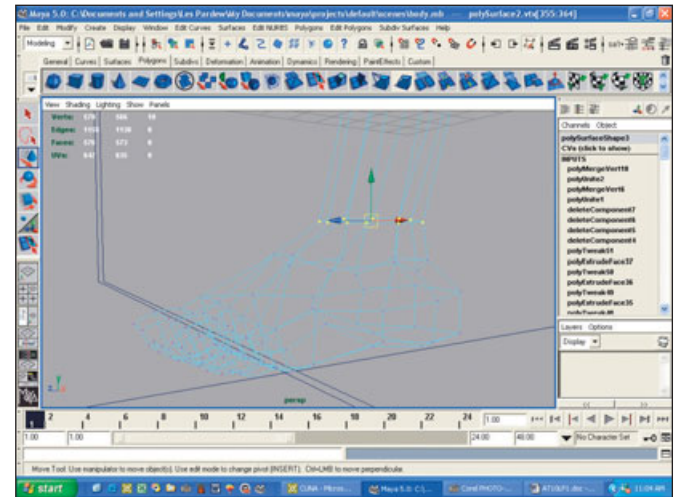 Maya 5.0: C:\Documents and Settings\Les Pardew\My Documents\maya\projects\default\scenes\body.mb --- polySurface2.vtx[355:364]
File Edit Modify Create Display Window Edit Curves Surfaces Edit NURBS Polygons Edit Polygons Subdiv Surfaces Help
Modeling
General Curves Surfaces Polygons Subdivs Deformation Animation Dynamics Rendering PaintEffects Custom
View Shading Lighting Show Panels
Verts: 10
Edges: 0
Faces: 573 0
UVs: 0
Channels Object
polySurfaceShape3
CVs (click to show)
INPUTS
polyMergeVert10
polyUnite2
polyMergeVert6
polyUnite1
deleteComponent7
deleteComponent6
deleteComponent5
deleteComponent4
polyTweak51
polyExtrudeFace37
polyTweak50
polyExtrudeFace36
polyTweak49
polyExtrudeFace35
polyTweak48
Layers Options
Display
persp
2 4 6 8 10 12 14 16 18 20 22 24 1.00
1.00 1.00 24.00 48.00 No Character Set
Move Tool: Use manipulator to move object(s). Use edit mode to change pivot (INSERT). Ctrl+LMB to move perpendicular.
start CUNA - Micros... Maya 5.0: C:\... Corel PHOTO-... 11:04 AM